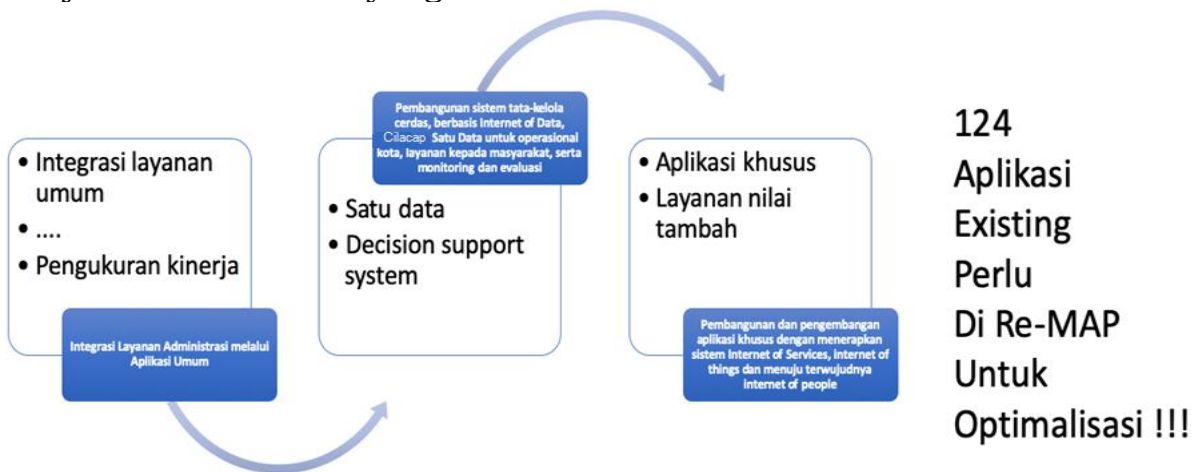 • Integrasi layanan
umum
• ....
• Pengukuran kinerja
Integrasi Layanan Administrasi melalui
Aplikasi Umum
Pembangunan sistem tata-kelola
cerdas, berbasis Internet of Data,
Cilacap Satu Data untuk operasional
kota, layanan kepada masyarakat, serta
monitoring dan evaluasi
• Satu data
• Decision support
system
• Aplikasi khusus
• Layanan nilai
tambah
Pembangunan dan pengembangan
aplikasi khusus dengan menerapkan
sistem Internet of Services, internet of
things dan menuju terwujudnya
internet of people
124
Aplikasi
Existing
Perlu
Di Re-MAP
Untuk
Optimalisasi !!!